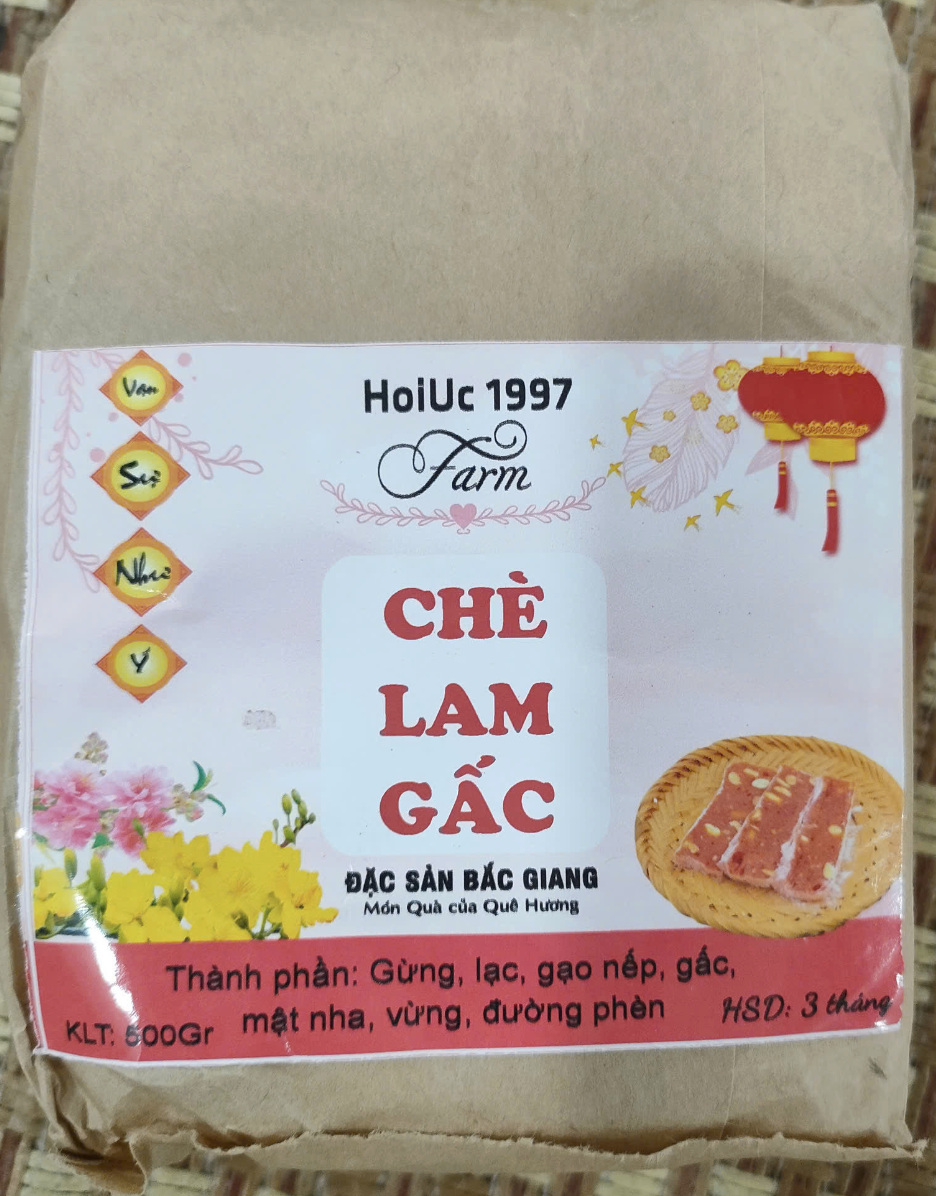 Vạn
Sự
Như
Ý
HoiUc 1997
Farm
CHÈ
LAM
GẤC
ĐẶC SẢN BẮC GIANG
Món Quà của Quê Hương
Thành phần: Gừng, lạc, gạo nếp, gấc,
mật nha, vừng, đường phèn
KLT: 500Gr
HSD: 3 tháng